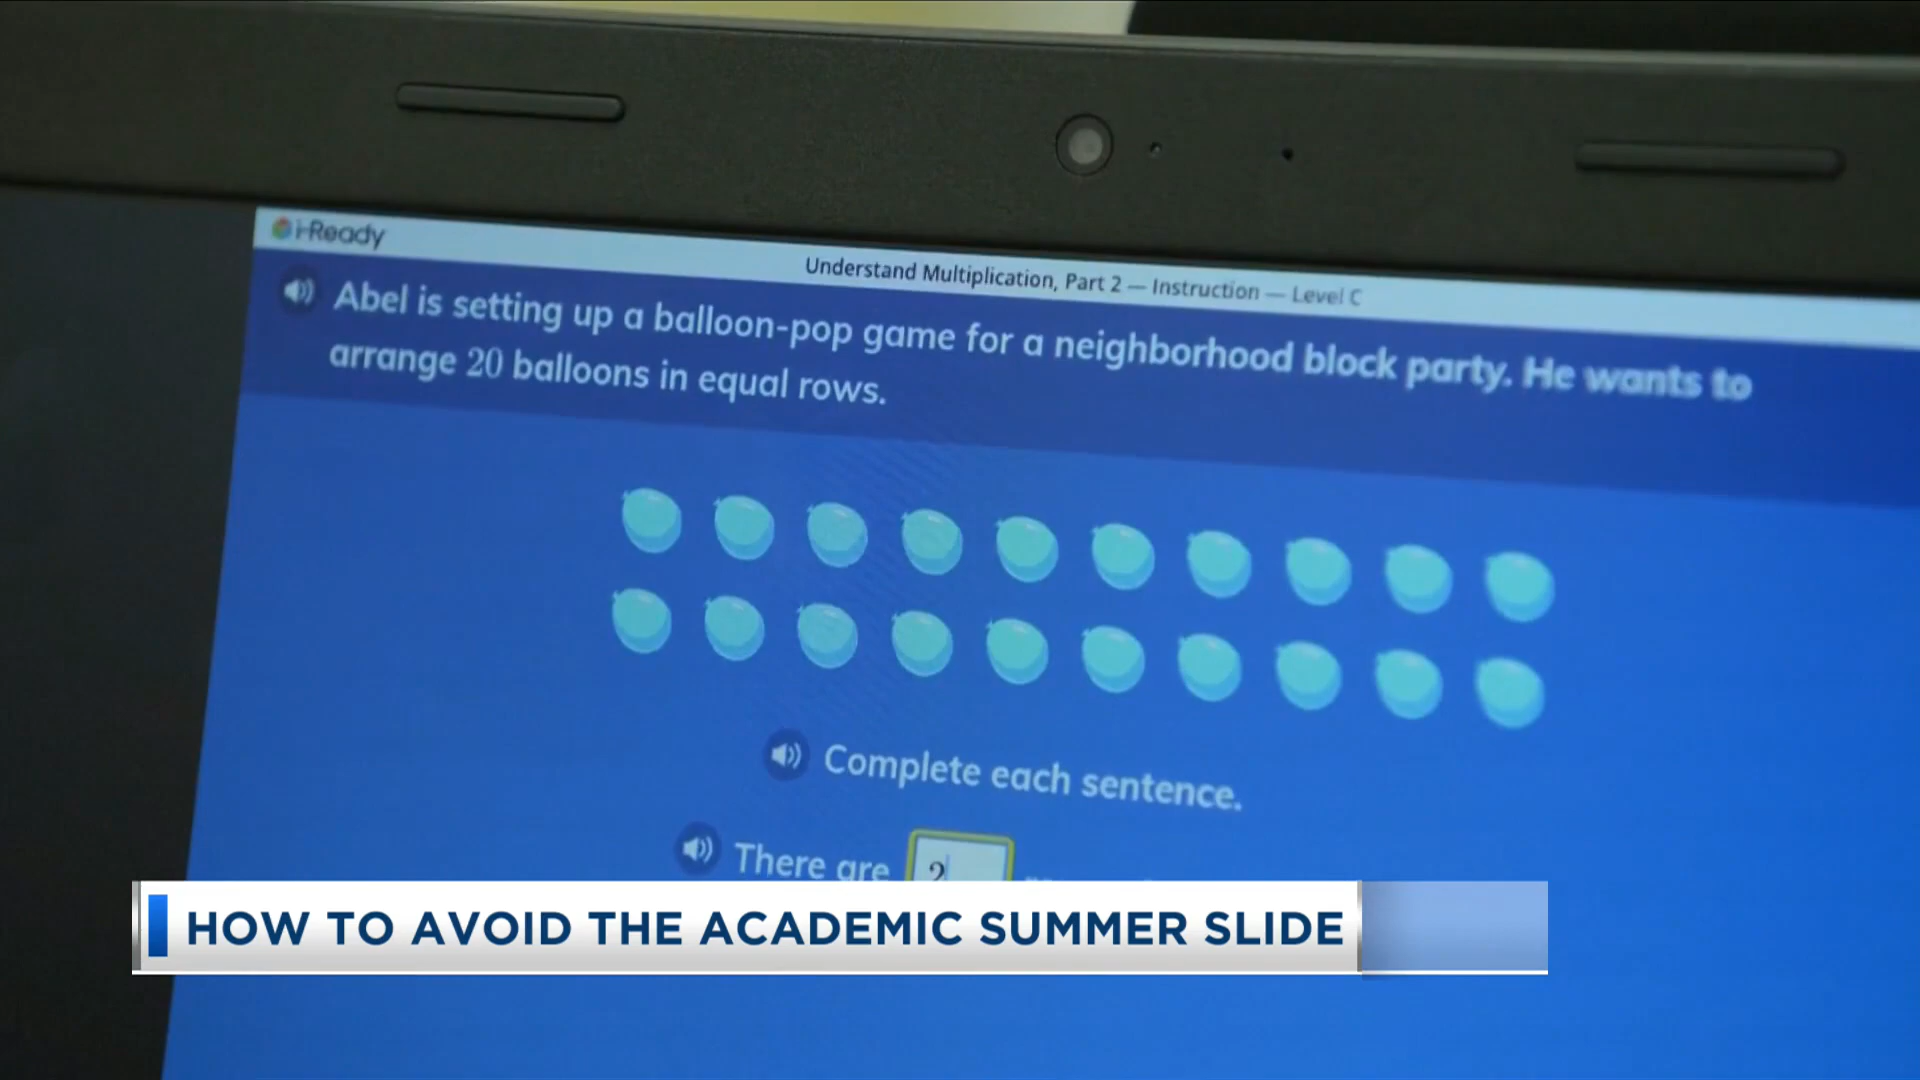 i-Ready
Understand Multiplication, Part 2 — Instruction — Level C
Abel is setting up a balloon-pop game for a neighborhood block party. He wants to
arrange 20 balloons in equal rows.
Complete each sentence.
There are 2
HOW TO AVOID THE ACADEMIC SUMMER SLIDE